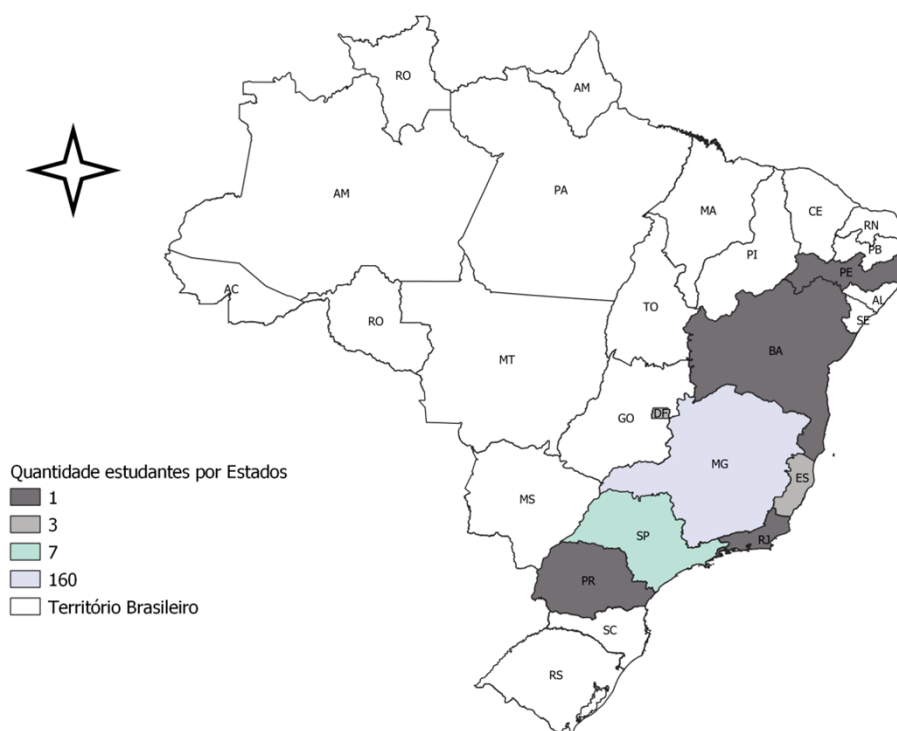 RO
AM
AM
PA
MA
CE
RN
PB
PI
PE
AC
AL
TO
SE
RO
BA
MT
DF
GO
MG
Quantidade estudantes por Estados
1
3
7
160
Território Brasileiro
ES
MS
SP
RJ
PR
SC
RS